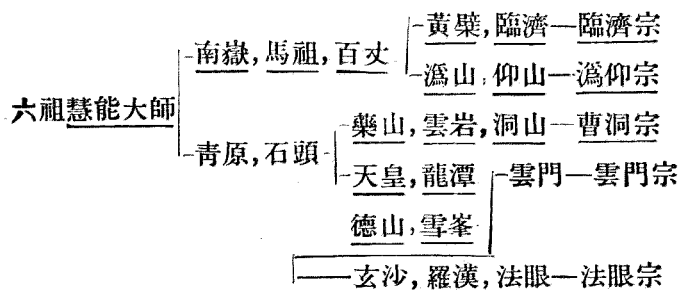 黃檗,臨濟—臨濟宗
南嶽,馬祖,百丈
潙山,仰山—潙仰宗
六祖慧能大師
藥山,雲岩,洞山—曹洞宗
青原,石頭
天皇,龍潭 雲門—雲門宗
德山,雪峯
玄沙,羅漢,法眼—法眼宗